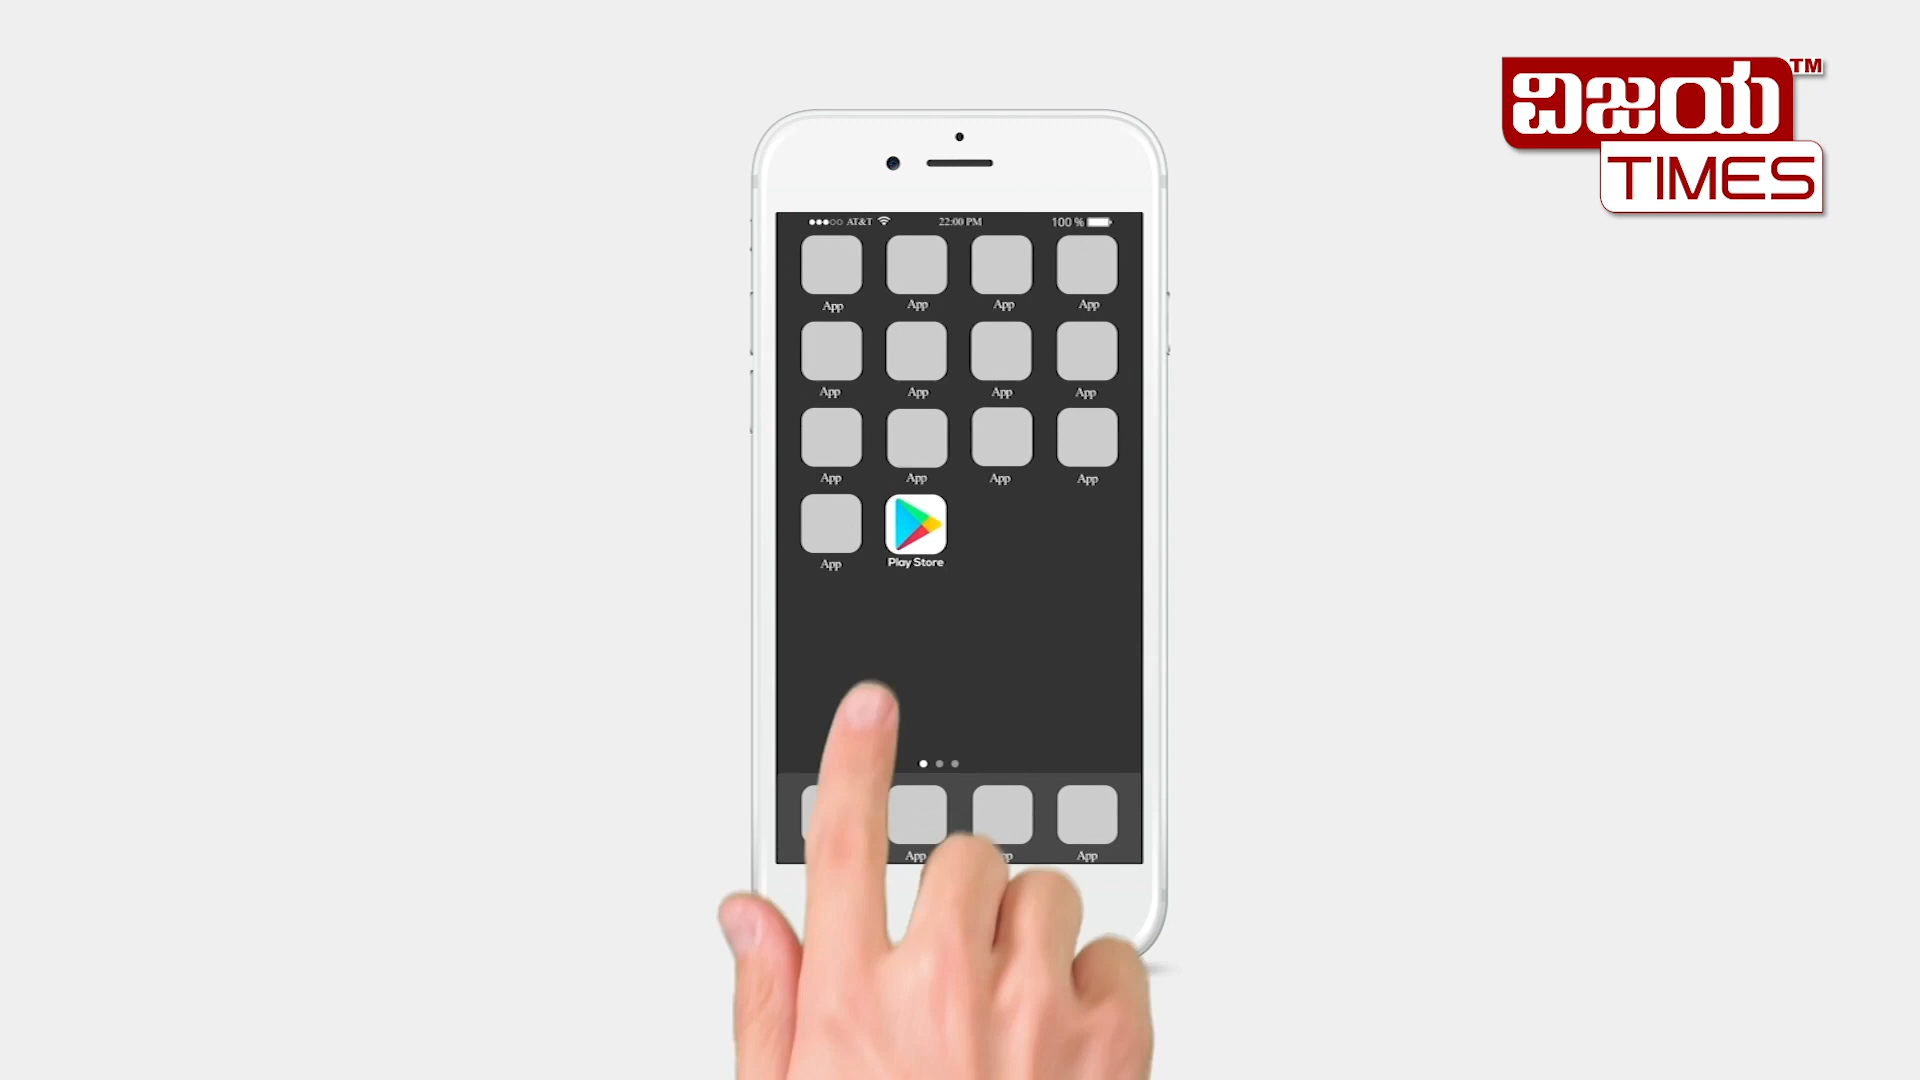 ವಿಜಯ TM
TIMES
AT&T 22:00 PM 100 %
App App App App
App App App App
App App App App
App Play Store
App App